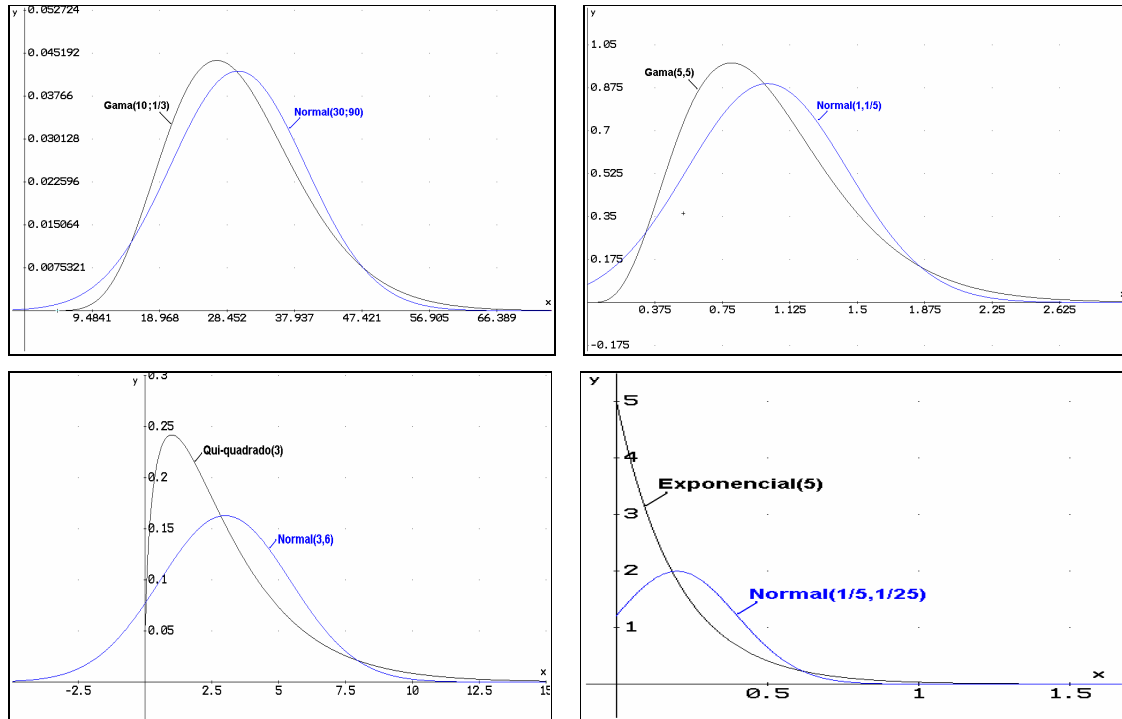 y
0.052724
0.045192
0.03766
0.030128
0.022596
0.015064
0.0075321
Gama(10;1/3)
Normal(30;90)
x
9.4841 18.968 28.452 37.937 47.421 56.905 66.389
y
1.05
0.875
0.7
0.525
0.35
0.175
-0.175
Gama(5,5)
Normal(1,1/5)
0.375 0.75 1.125 1.5 1.875 2.25 2.625
y
0.3
0.25
0.2
0.15
0.1
0.05
Qui-quadrado(3)
Normal(3,6)
x
-2.5 2.5 5 7.5 10 12.5 15
y
5
4
3
2
1
Exponencial(5)
Normal(1/5,1/25)
x
0.5 1 1.5